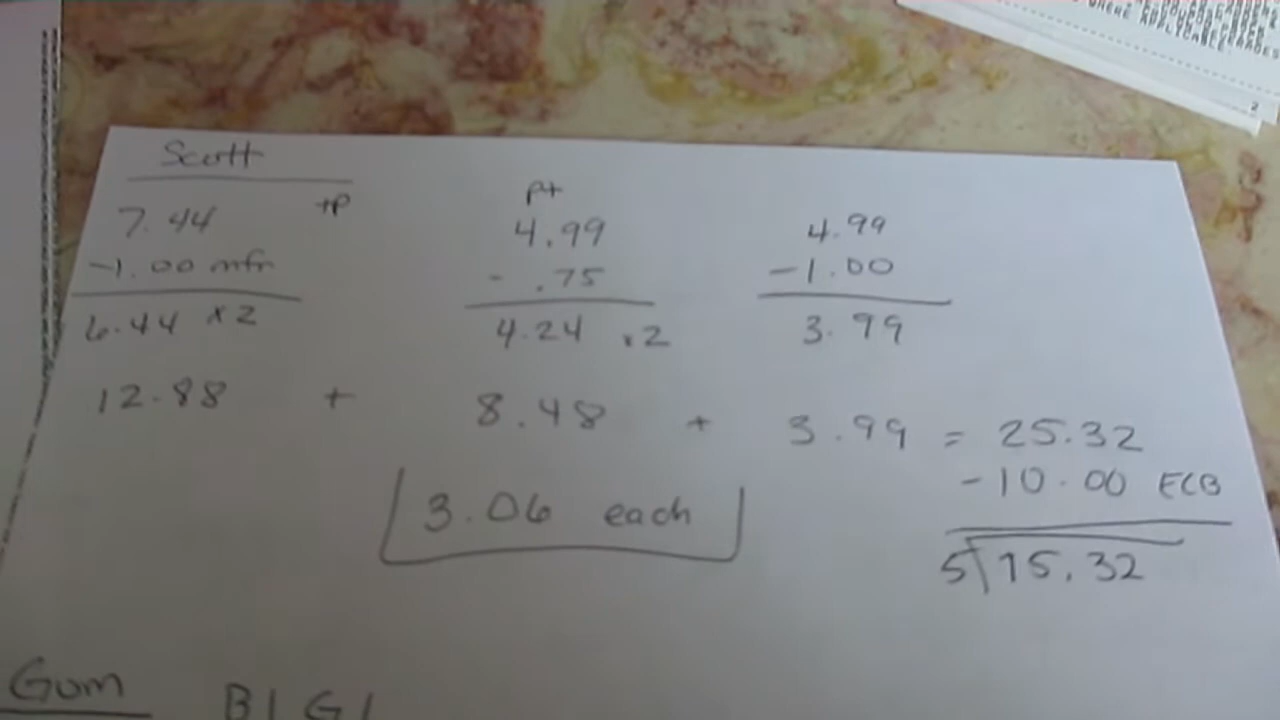 Scott
7.44 tp
-1.00 mfr
6.44 x2
pt
4.99
- .75
4.24 x2
4.99
-1.00
3.99
12.88 + 8.48 + 3.99 = 25.32
-10.00 ECB
5 15.32
3.06 each
Gum B1G1
2